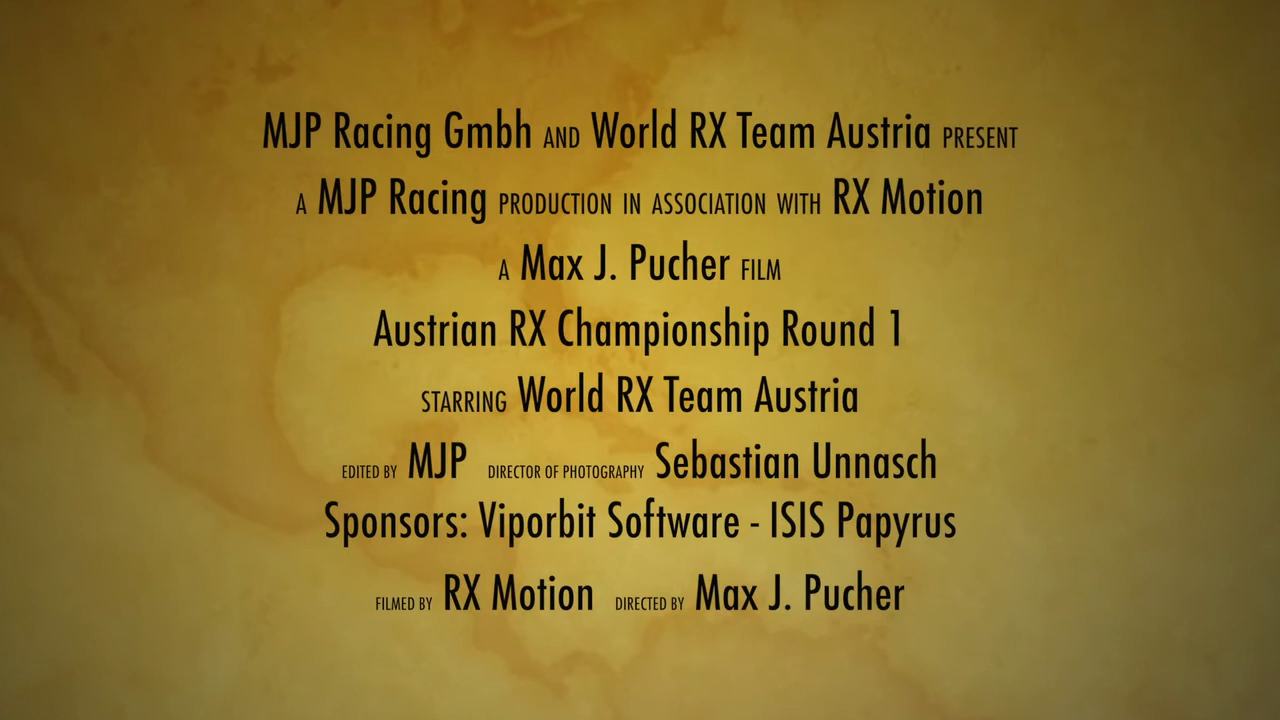 MJP Racing Gmbh AND World RX Team Austria PRESENT
A MJP Racing PRODUCTION IN ASSOCIATION WITH RX Motion
A Max J. Pucher FILM
Austrian RX Championship Round 1
STARRING World RX Team Austria
EDITED BY MJP DIRECTOR OF PHOTOGRAPHY Sebastian Unnasch
Sponsors: Viporbit Software - ISIS Papyrus
FILMED BY RX Motion DIRECTED BY Max J. Pucher